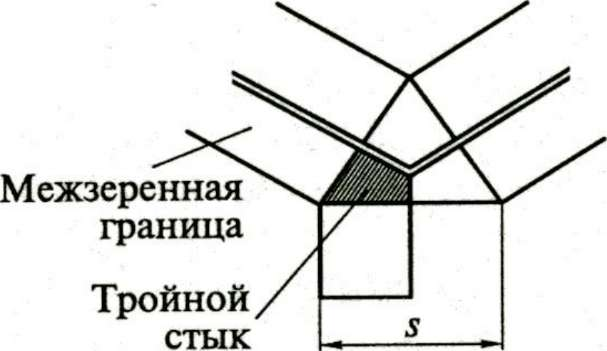 Межзеренная
граница
Тройной
стык
s